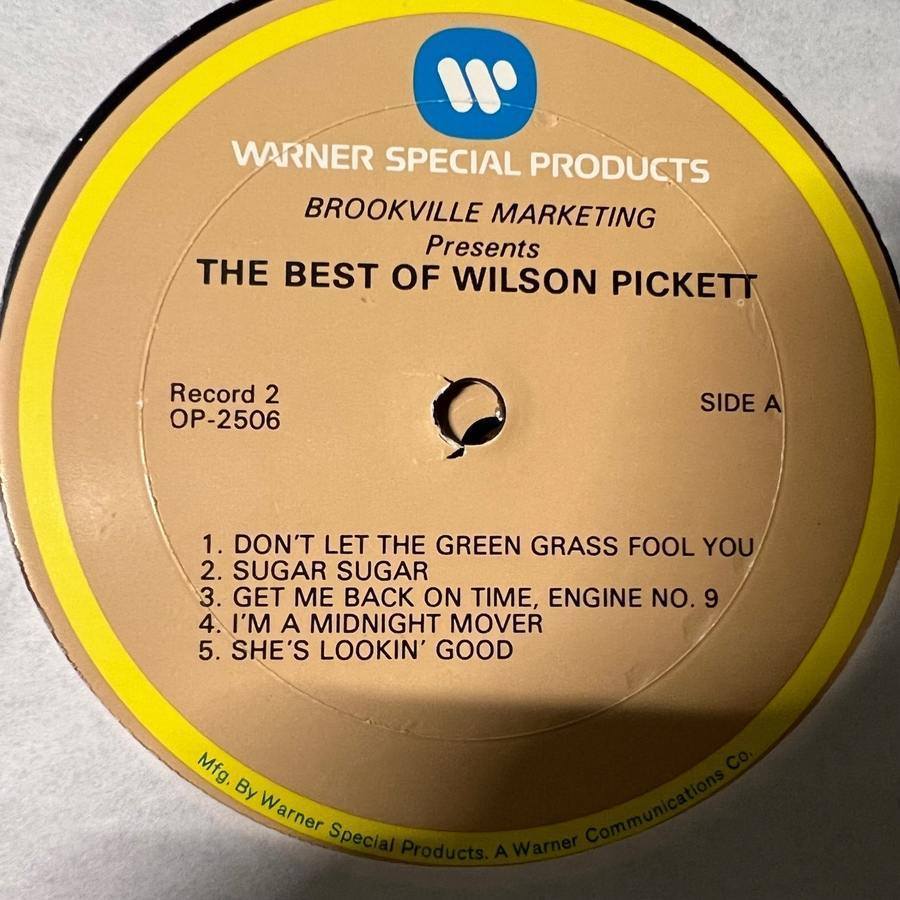 WARNER SPECIAL PRODUCTS
BROOKVILLE MARKETING
Presents
THE BEST OF WILSON PICKETT
Record 2
OP-2506
SIDE A
1. DON'T LET THE GREEN GRASS FOOL YOU
2. SUGAR SUGAR
3. GET ME BACK ON TIME, ENGINE NO. 9
4. I'M A MIDNIGHT MOVER
5. SHE'S LOOKIN' GOOD
Mfg. By Warner Special Products. A Warner Communications Co.